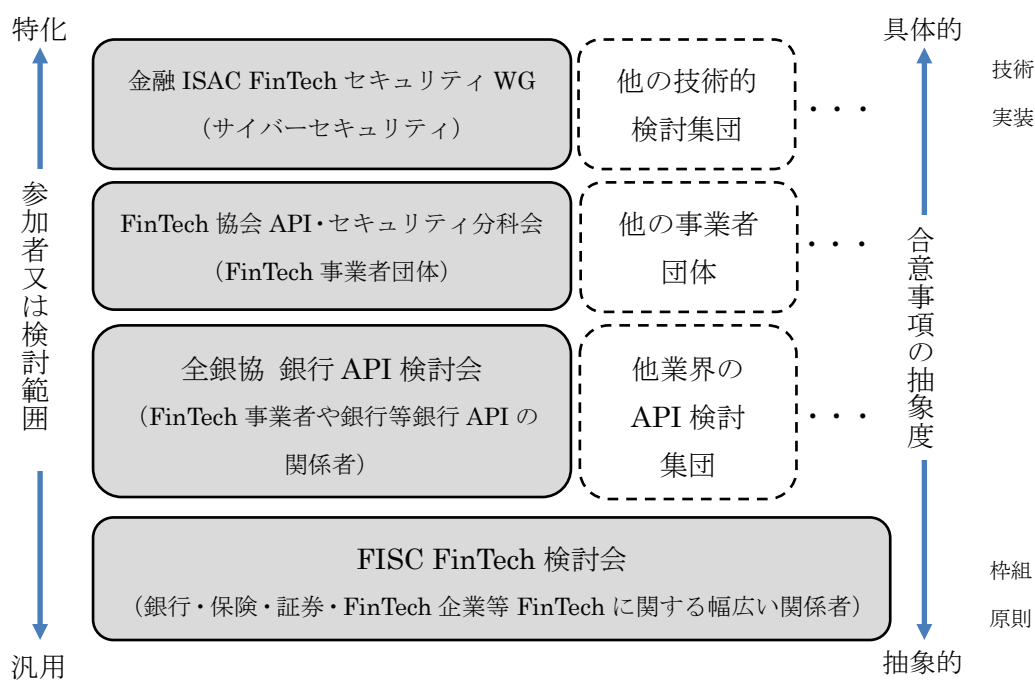 特化
具体的
金融 ISAC FinTech セキュリティ WG
（サイバーセキュリティ）
他の技術的
検討集団
・・・
技術
実装
参加者又は検討範囲
FinTech 協会 API・セキュリティ分科会
（FinTech 事業者団体）
他の事業者
団体
・・・
合意事項の抽象度
全銀協 銀行 API 検討会
（FinTech 事業者や銀行等銀行 API の
関係者）
他業界の
API 検討
集団
・・・
FISC FinTech 検討会
（銀行・保険・証券・FinTech 企業等 FinTech に関する幅広い関係者）
枠組
原則
汎用
抽象的